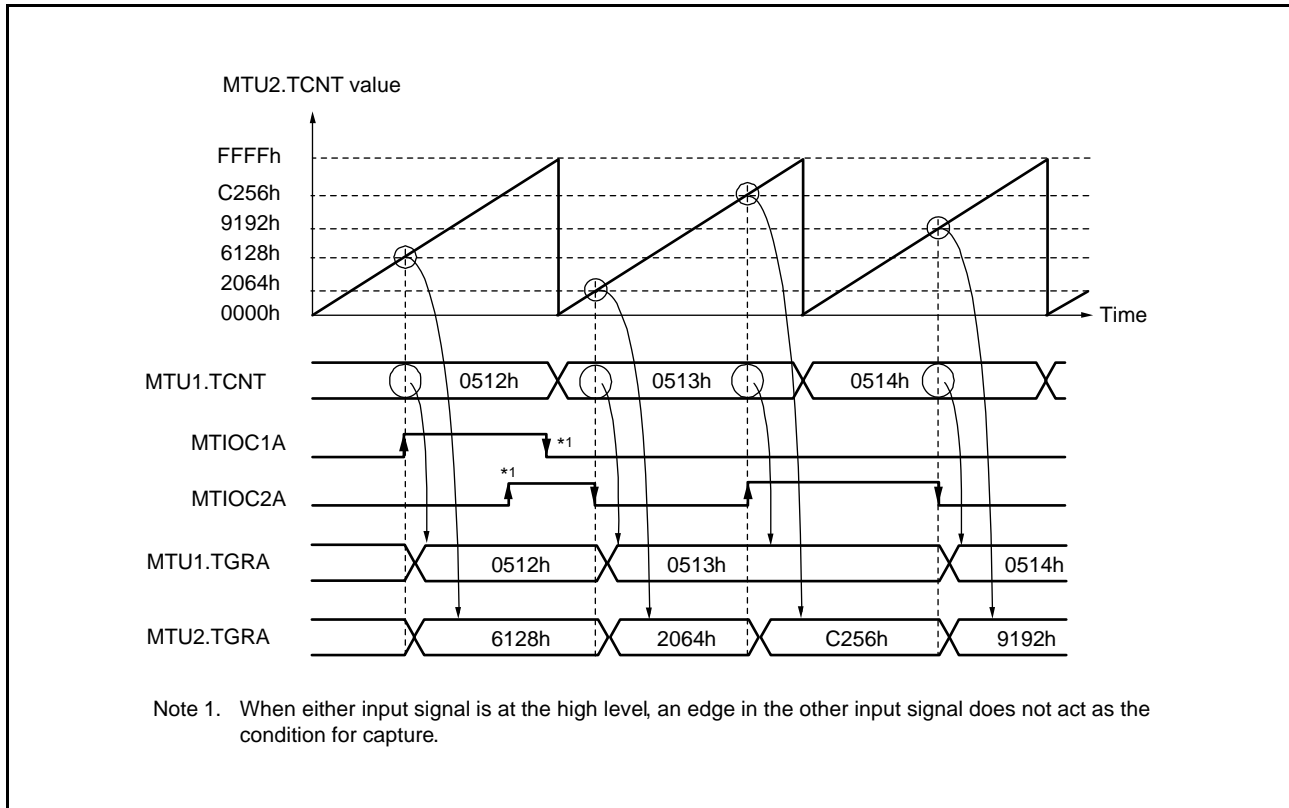 MTU2.TCNT value
FFFFh
C256h
9192h
6128h
2064h
0000h
Time
MTU1.TCNT 0512h 0513h 0514h
MTIOC1A *1
MTIOC2A *1
MTU1.TGRA 0512h 0513h 0514h
MTU2.TGRA 6128h 2064h C256h 9192h
Note 1. When either input signal is at the high level, an edge in the other input signal does not act as the
condition for capture.